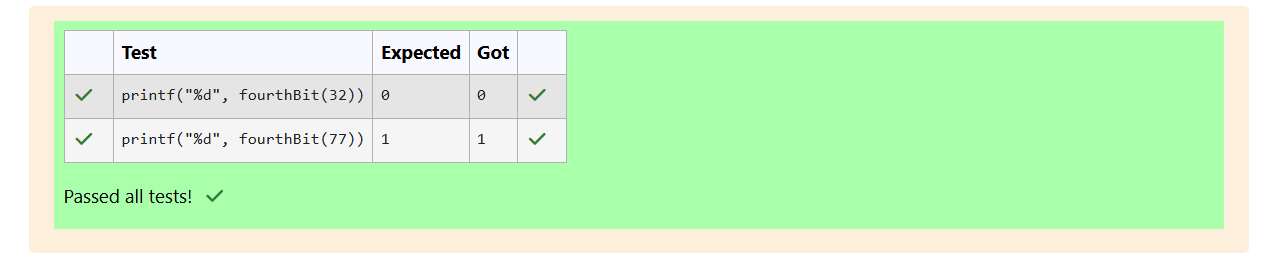 Test Expected Got
printf("%d", fourthBit(32)) 0 0
printf("%d", fourthBit(77)) 1 1
Passed all tests!